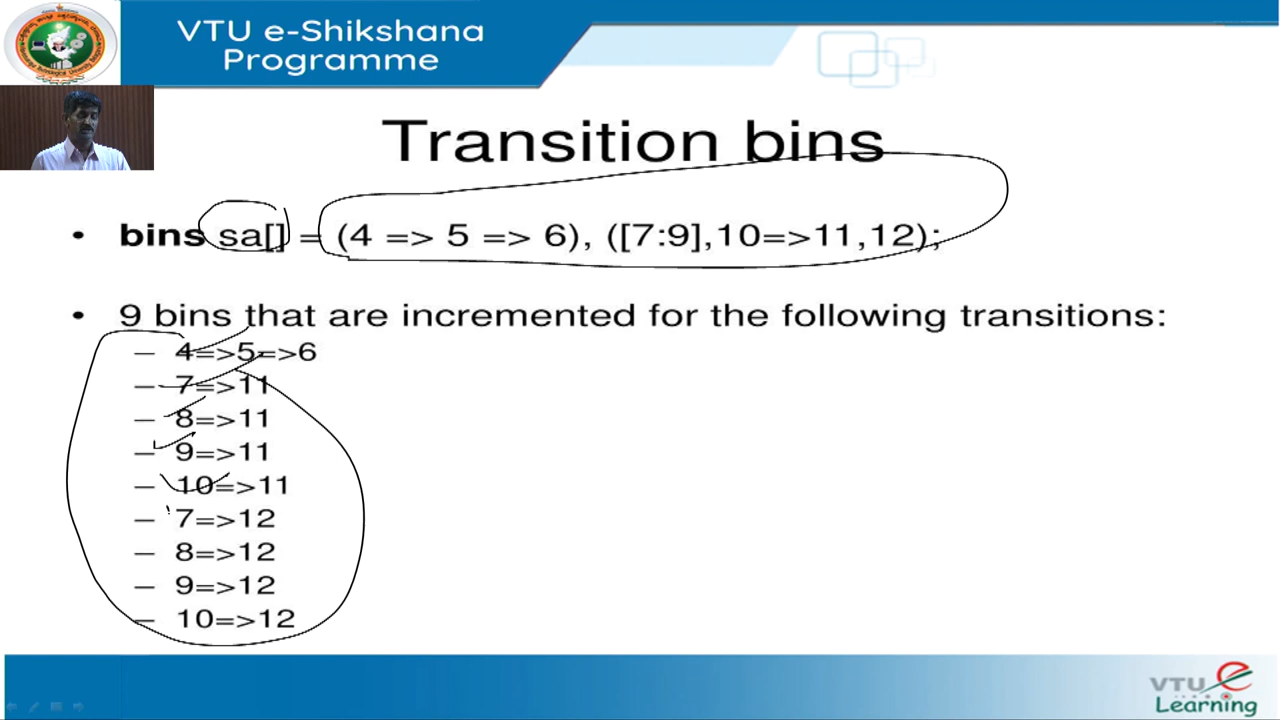 VTU e-Shikshana
Programme
Transition bins
• bins sa[] = (4 => 5 => 6), ([7:9],10=>11,12);
• 9 bins that are incremented for the following transitions:
– 4=>5=>6
– 7=>11
– 8=>11
– 9=>11
– 10=>11
– 7=>12
– 8=>12
– 9=>12
– 10=>12
VTU e
Learning